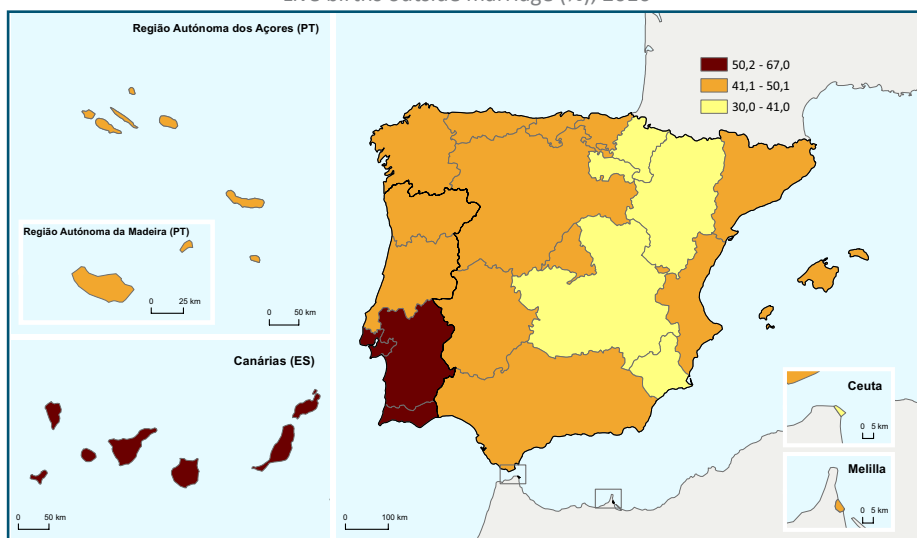 Região Autónoma dos Açores (PT)
50,2 - 67,0
41,1 - 50,1
30,0 - 41,0
Região Autónoma da Madeira (PT)
0 25 km
0 50 km
Canárias (ES)
0 50 km
0 100 km
Ceuta
0 5 km
Melilla
0 5 km